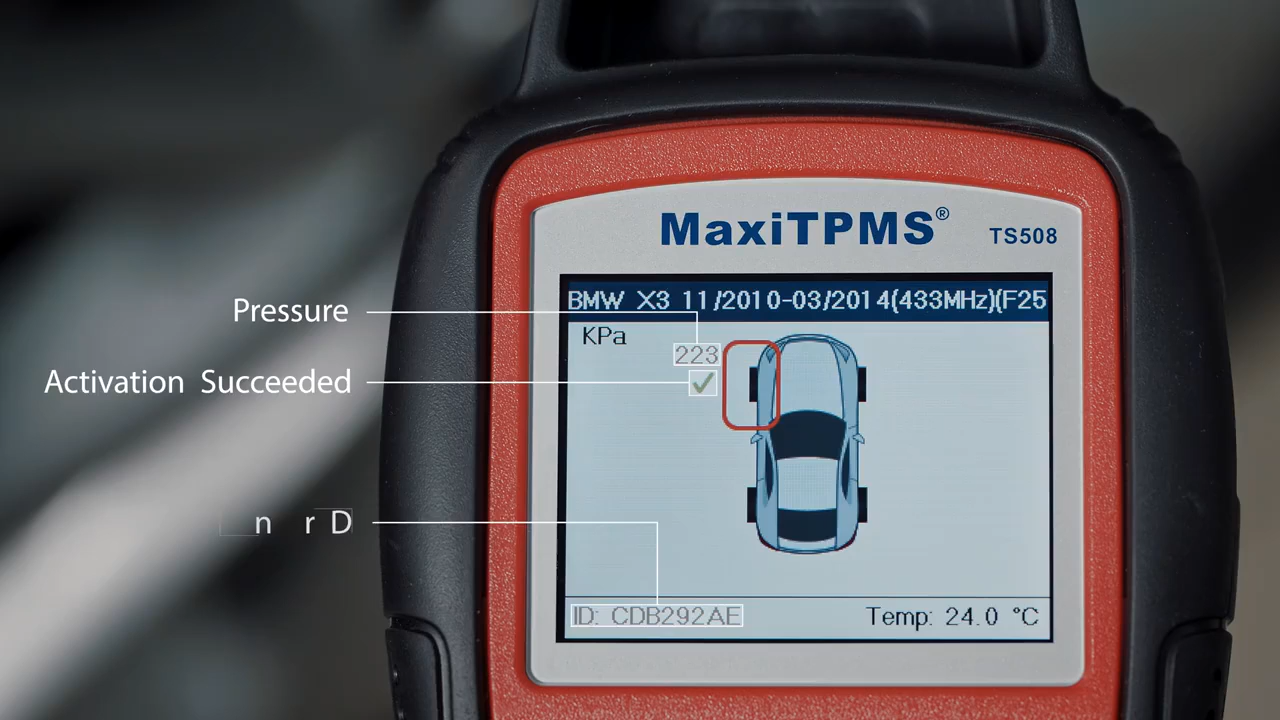 MaxiTPMS®
TS508
BMW X3 11/2010-03/2014(433MHz)(F25
Pressure
KPa
223
Activation Succeeded
ID: CDB292AE
Temp: 24.0 °C